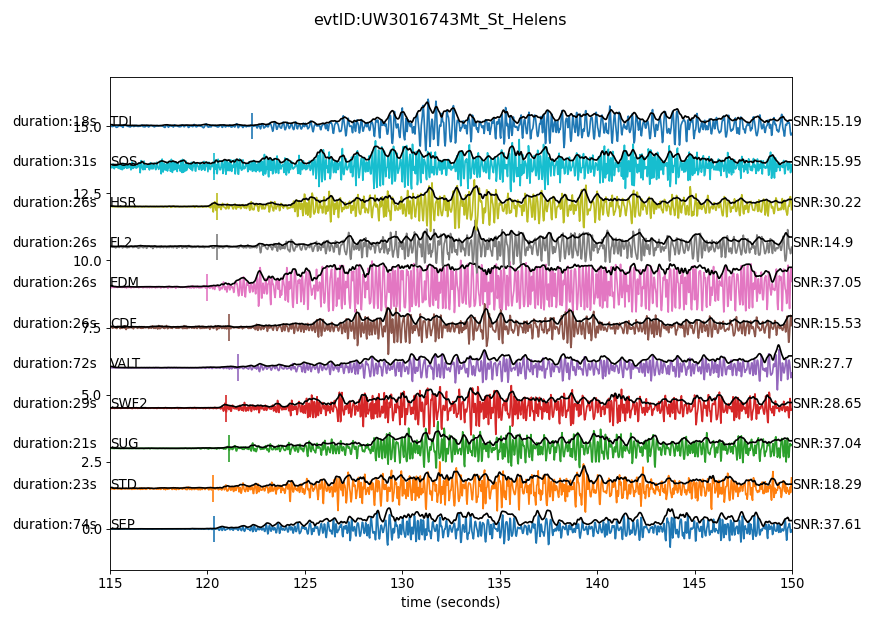 evtID:UW3016743Mt_St_Helens
duration:18s TDL SNR:15.19
15.0
duration:31s SOS SNR:15.95
12.5
duration:26s HSR SNR:30.22
duration:26s FL2 SNR:14.9
10.0
duration:26s EDM SNR:37.05
duration:26s CDF SNR:15.53
7.5
duration:72s VALT SNR:27.7
5.0
duration:29s SWF2 SNR:28.65
duration:21s SUG SNR:37.04
2.5
duration:23s STD SNR:18.29
duration:74s SEP SNR:37.61
0.0
115 120 125 130 135 140 145 150
time (seconds)